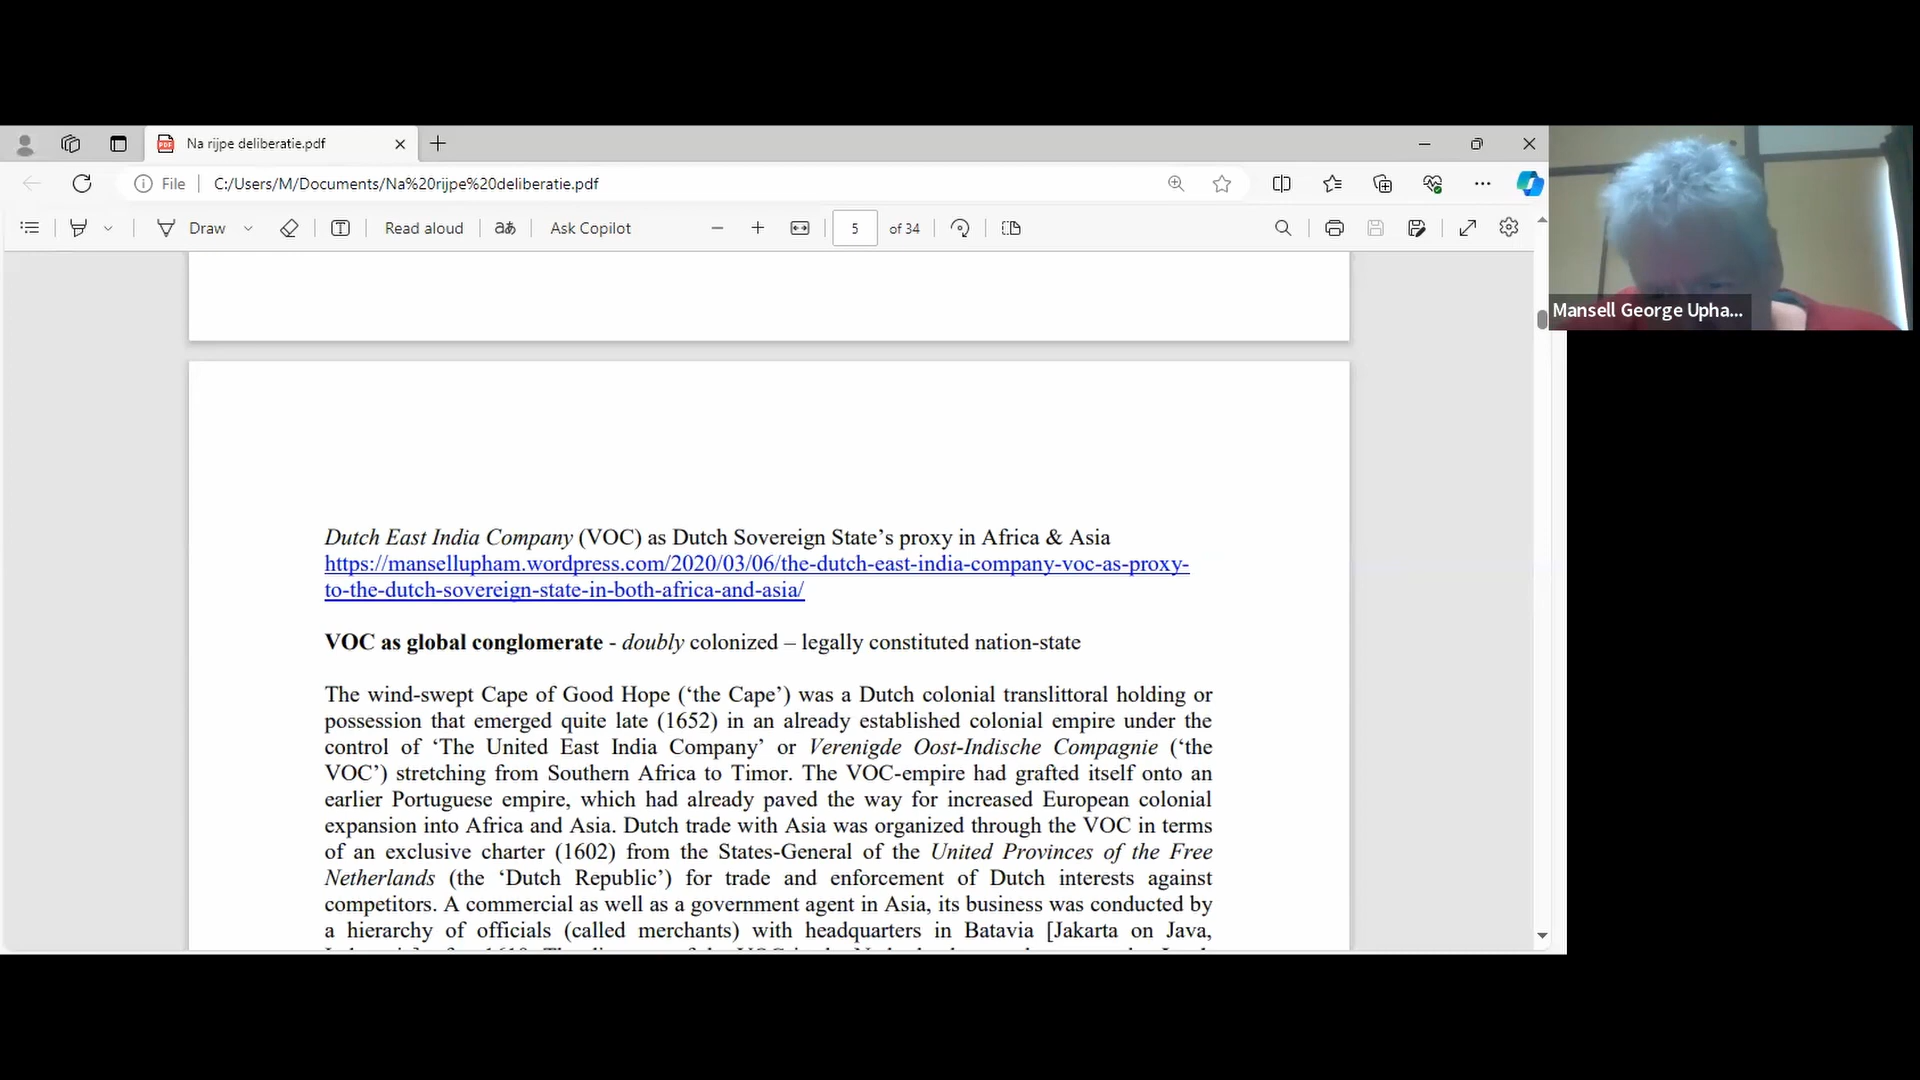 Na rijpe deliberatie.pdf
File
C:/Users/M/Documents/Na%20rijpe%20deliberatie.pdf
Draw
Read aloud
aあ
Ask Copilot
5
of 34
Mansell George Upha...
Dutch East India Company (VOC) as Dutch Sovereign State’s proxy in Africa & Asia
https://mansellupham.wordpress.com/2020/03/06/the-dutch-east-india-company-voc-as-proxy-
to-the-dutch-sovereign-state-in-both-africa-and-asia/
VOC as global conglomerate - doubly colonized – legally constituted nation-state
The wind-swept Cape of Good Hope (‘the Cape’) was a Dutch colonial translittoral holding or
possession that emerged quite late (1652) in an already established colonial empire under the
control of ‘The United East India Company’ or Verenigde Oost-Indische Compagnie (‘the
VOC’) stretching from Southern Africa to Timor. The VOC-empire had grafted itself onto an
earlier Portuguese empire, which had already paved the way for increased European colonial
expansion into Africa and Asia. Dutch trade with Asia was organized through the VOC in terms
of an exclusive charter (1602) from the States-General of the United Provinces of the Free
Netherlands (the ‘Dutch Republic’) for trade and enforcement of Dutch interests against
competitors. A commercial as well as a government agent in Asia, its business was conducted by
a hierarchy of officials (called merchants) with headquarters in Batavia [Jakarta on Java,